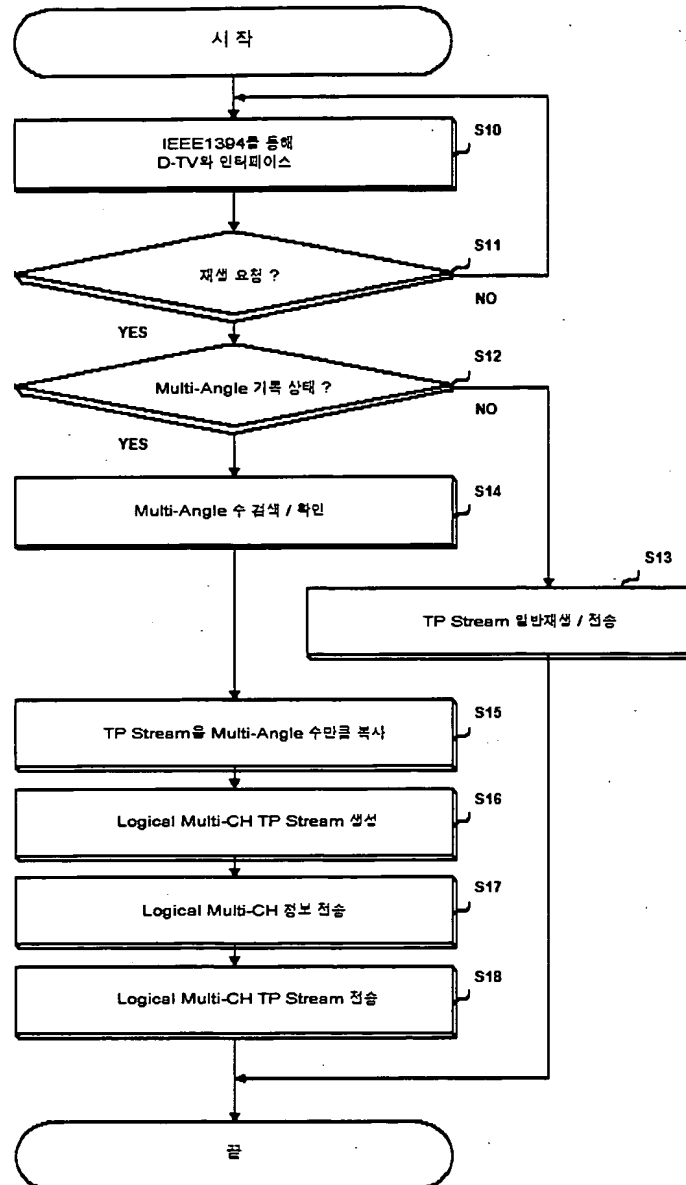 시 작
IEEE1394를 통해
D-TV와 인터페이스
S10
재생 요청 ?
S11
NO
YES
Multi-Angle 기록 상태 ?
S12
NO
YES
Multi-Angle 수 검색 / 확인
S14
S13
TP Stream 일반재생 / 전송
TP Stream을 Multi-Angle 수만큼 복사
S15
Logical Multi-CH TP Stream 생성
S16
Logical Multi-CH 정보 전송
S17
Logical Multi-CH TP Stream 전송
S18
끝